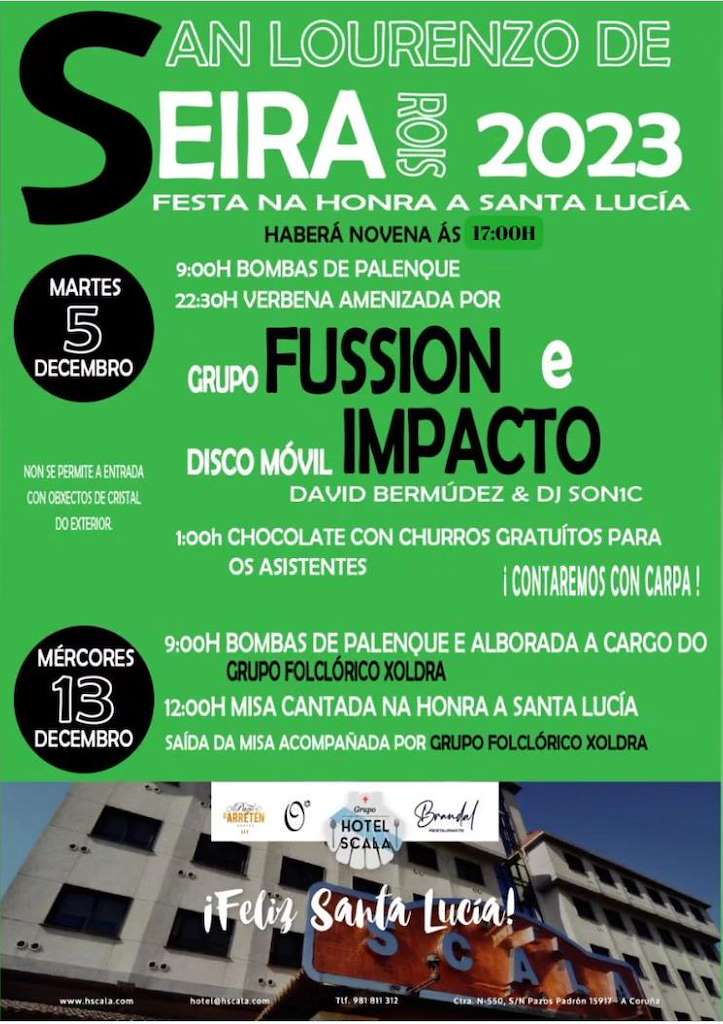 SAN LOURENZO DE
SEIRA ROIS 2023
FESTA NA HONRA A SANTA LUCÍA
HABERÁ NOVENA ÁS 17:00H
MARTES
5
DECEMBRO
9:00H BOMBAS DE PALENQUE
22:30H VERBENA AMENIZADA POR
GRUPO FUSSION e
DISCO MÓVIL IMPACTO
DAVID BERMÚDEZ & DJ SON1C
NON SE PERMITE A ENTRADA
CON OBXECTOS DE CRISTAL
DO EXTERIOR.
1:00h CHOCOLATE CON CHURROS GRATUÍTOS PARA
OS ASISTENTES
¡ CONTAREMOS CON CARPA !
MÉRCORES
13
DECEMBRO
9:00H BOMBAS DE PALENQUE E ALBORADA A CARGO DO
GRUPO FOLCLÓRICO XOLDRA
12:00H MISA CANTADA NA HONRA A SANTA LUCÍA
SAÍDA DA MISA ACOMPAÑADA POR GRUPO FOLCLÓRICO XOLDRA
Pazo
D'ARRETÉN
Grupo
HOTEL
SCALA
Brandal
¡Feliz Santa Lucía!
SCALA
www.hscala.com hotel@hscala.com Tlf. 981 811 312 Ctra. N-550, S/N Pazos Padrón 15917 - A Coruña